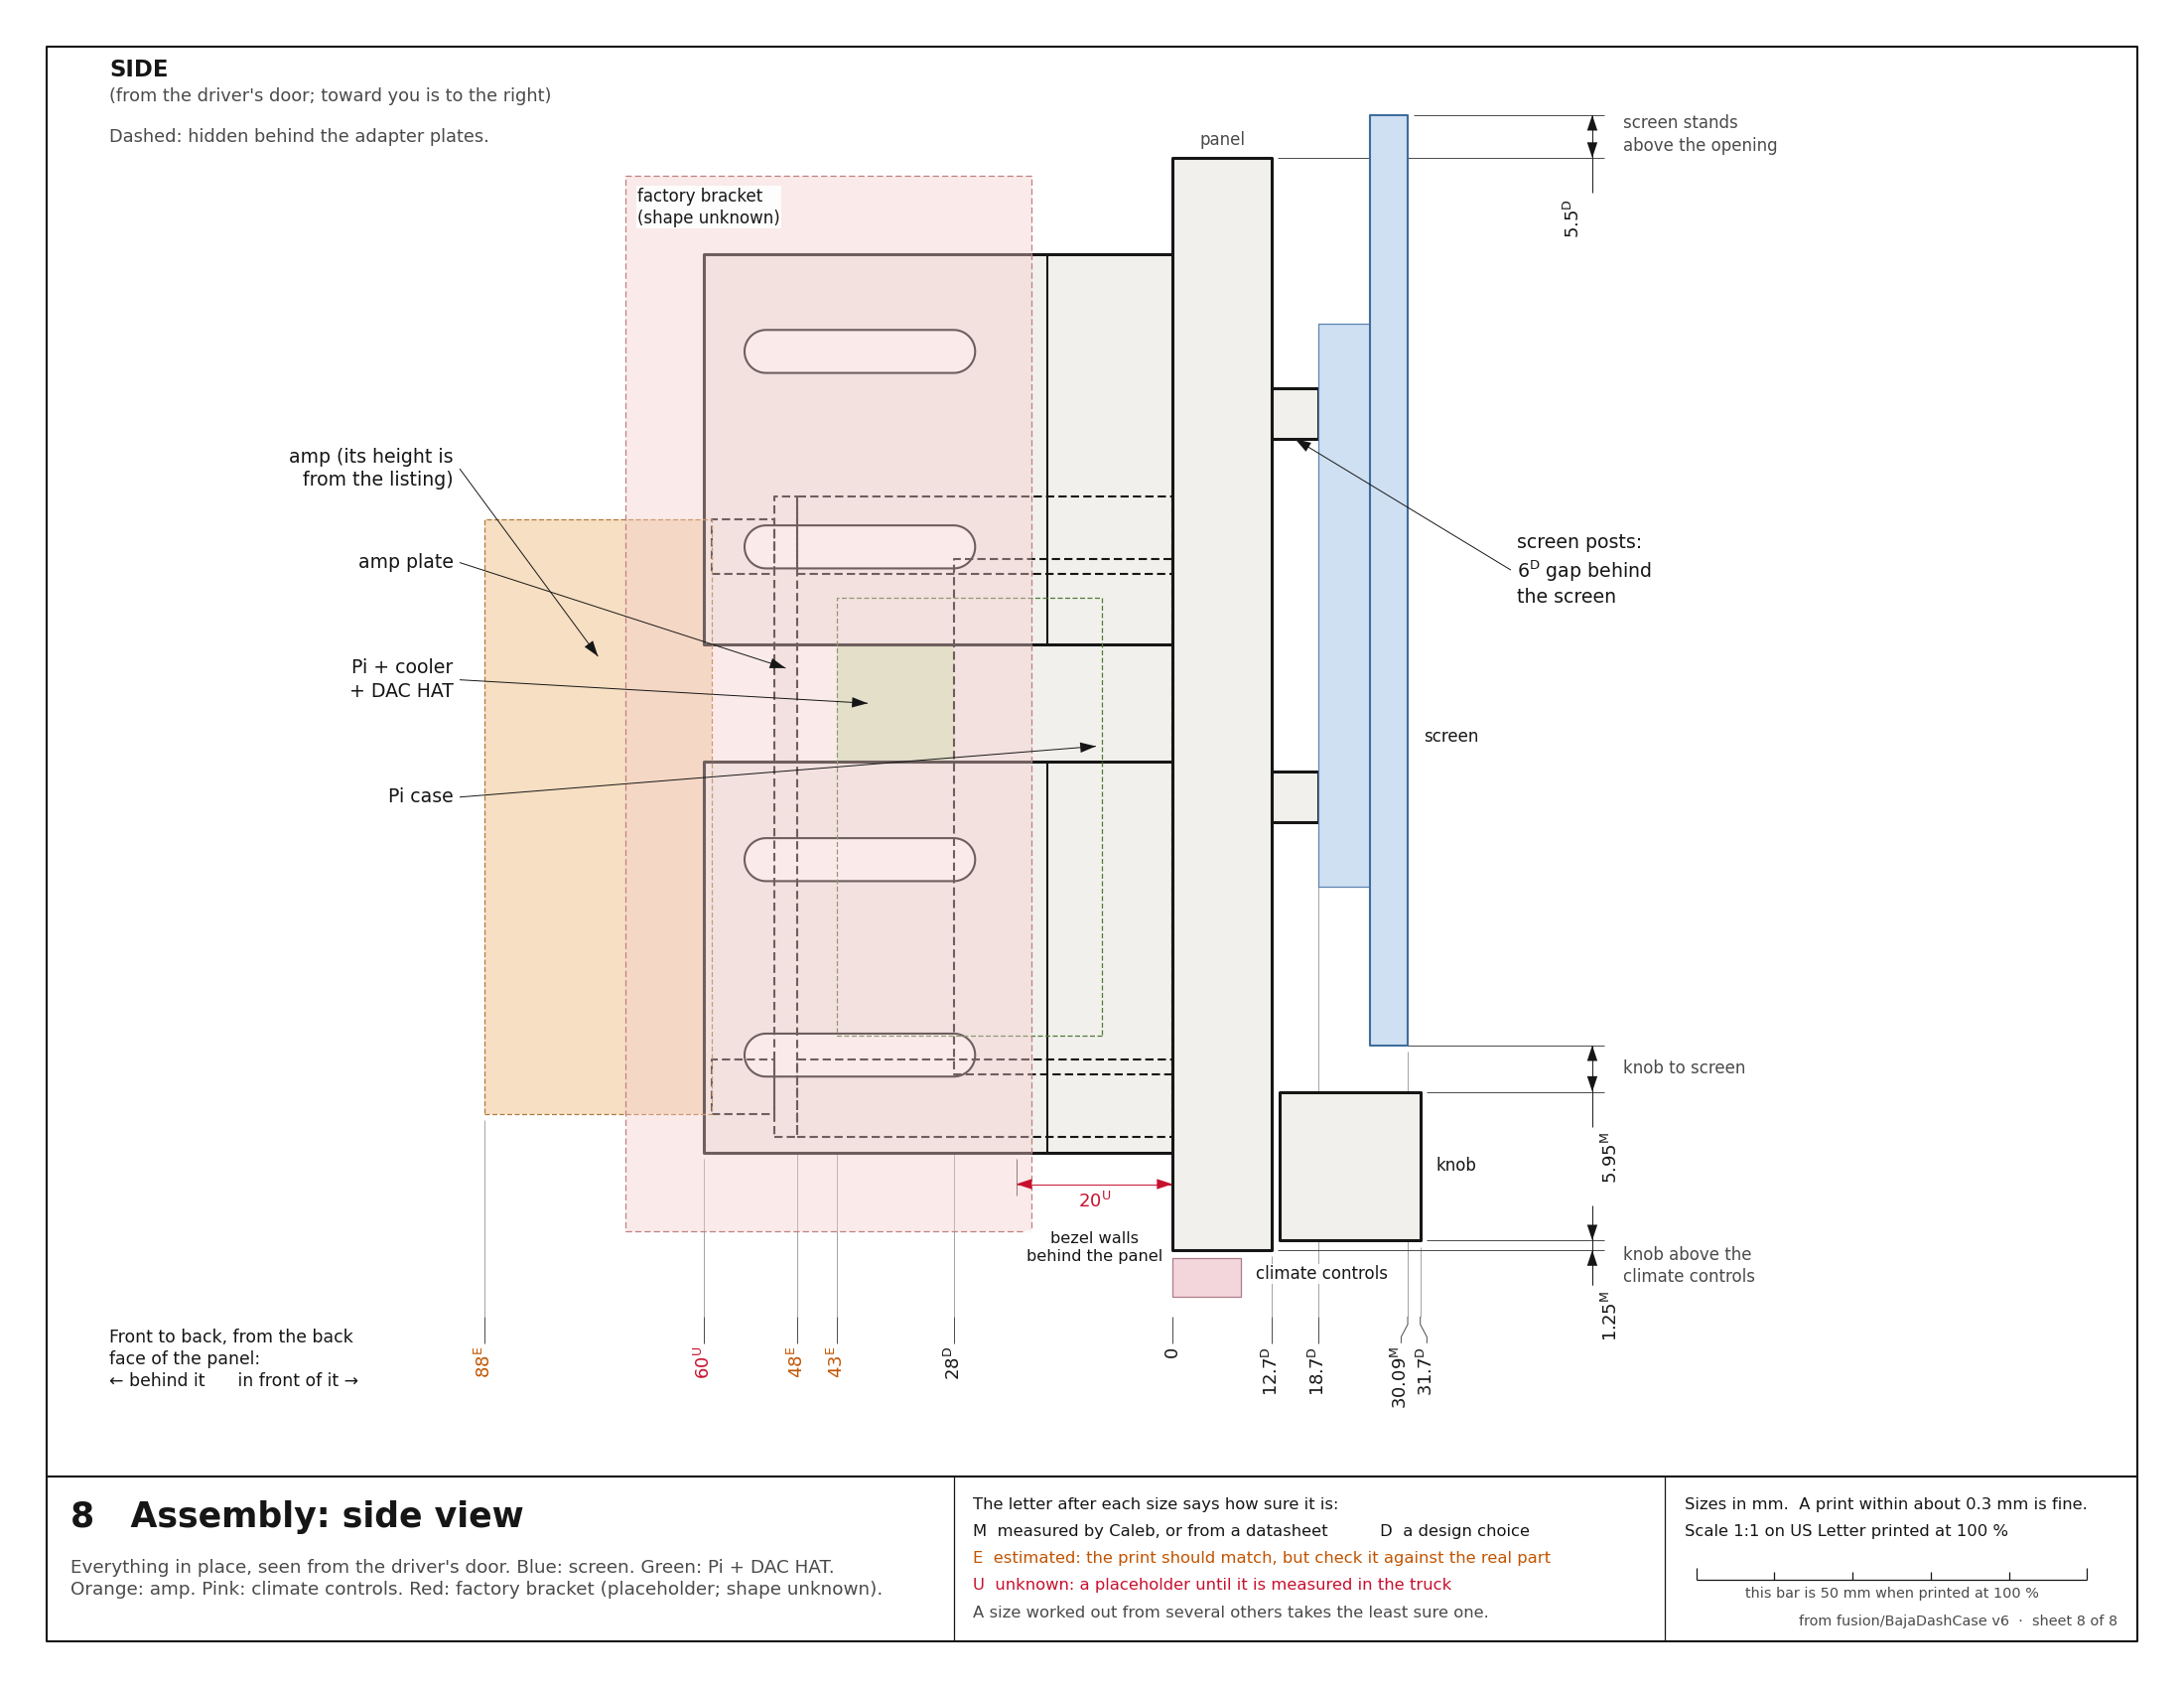 SIDE
(from the driver's door; toward you is to the right)
Dashed: hidden behind the adapter plates.
panel
screen stands
above the opening
5.5D
factory bracket
(shape unknown)
amp (its height is
from the listing)
amp plate
Pi + cooler
+ DAC HAT
Pi case
screen posts:
6D gap behind
the screen
screen
knob to screen
5.95M
knob
20U
bezel walls
behind the panel
climate controls
knob above the
climate controls
1.25M
Front to back, from the back
face of the panel:
← behind it in front of it →
88E
60U
48E
43E
28D
0
12.7D
18.7D
30.09M
31.7D
8 Assembly: side view
Everything in place, seen from the driver's door. Blue: screen. Green: Pi + DAC HAT.
Orange: amp. Pink: climate controls. Red: factory bracket (placeholder; shape unknown).
The letter after each size says how sure it is:
M measured by Caleb, or from a datasheet D a design choice
E estimated: the print should match, but check it against the real part
U unknown: a placeholder until it is measured in the truck
A size worked out from several others takes the least sure one.
Sizes in mm. A print within about 0.3 mm is fine.
Scale 1:1 on US Letter printed at 100 %
this bar is 50 mm when printed at 100 %
from fusion/BajaDashCase v6 · sheet 8 of 8